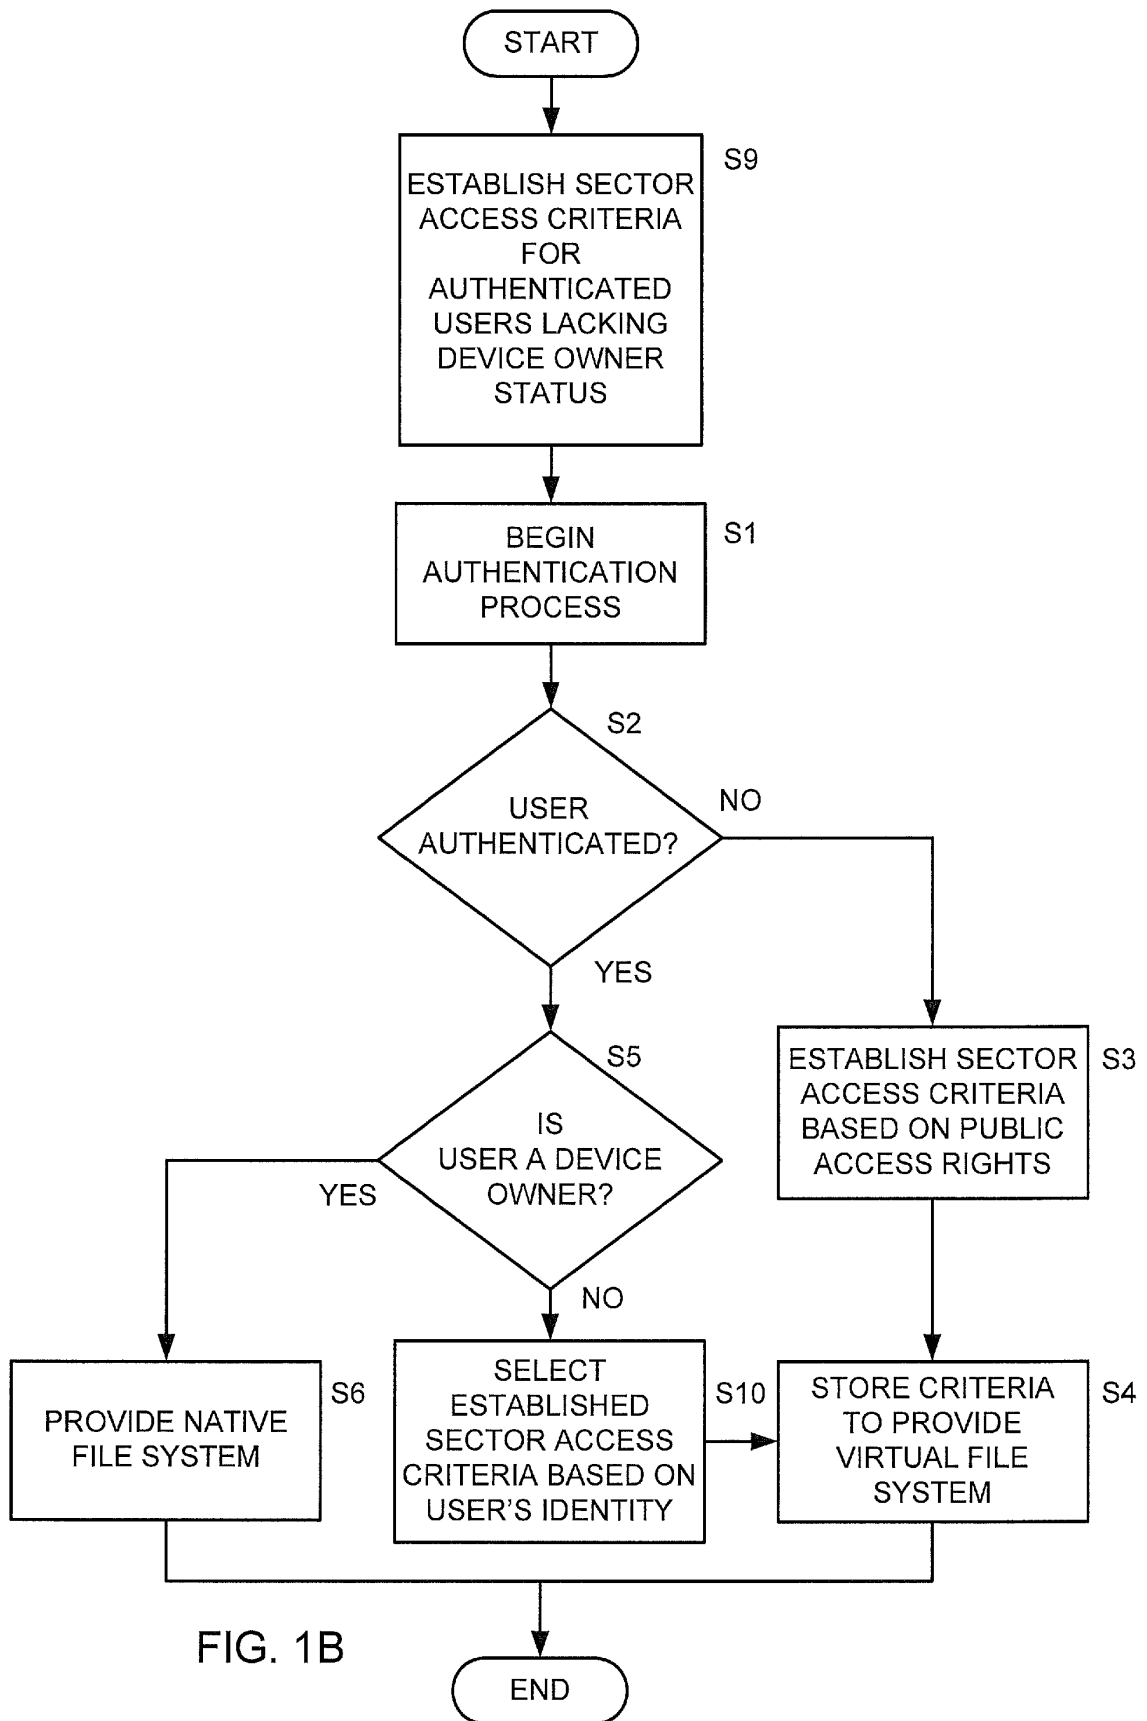 START
S9
ESTABLISH SECTOR
ACCESS CRITERIA
FOR
AUTHENTICATED
USERS LACKING
DEVICE OWNER
STATUS
S1
BEGIN
AUTHENTICATION
PROCESS
S2
USER
AUTHENTICATED?
NO
YES
S5
IS
USER A DEVICE
OWNER?
YES
NO
ESTABLISH SECTOR
ACCESS CRITERIA
BASED ON PUBLIC
ACCESS RIGHTS
S3
PROVIDE NATIVE
FILE SYSTEM
S6
SELECT
ESTABLISHED
SECTOR ACCESS
CRITERIA BASED ON
USER'S IDENTITY
S10
STORE CRITERIA
TO PROVIDE
VIRTUAL FILE
SYSTEM
S4
FIG. 1B
END